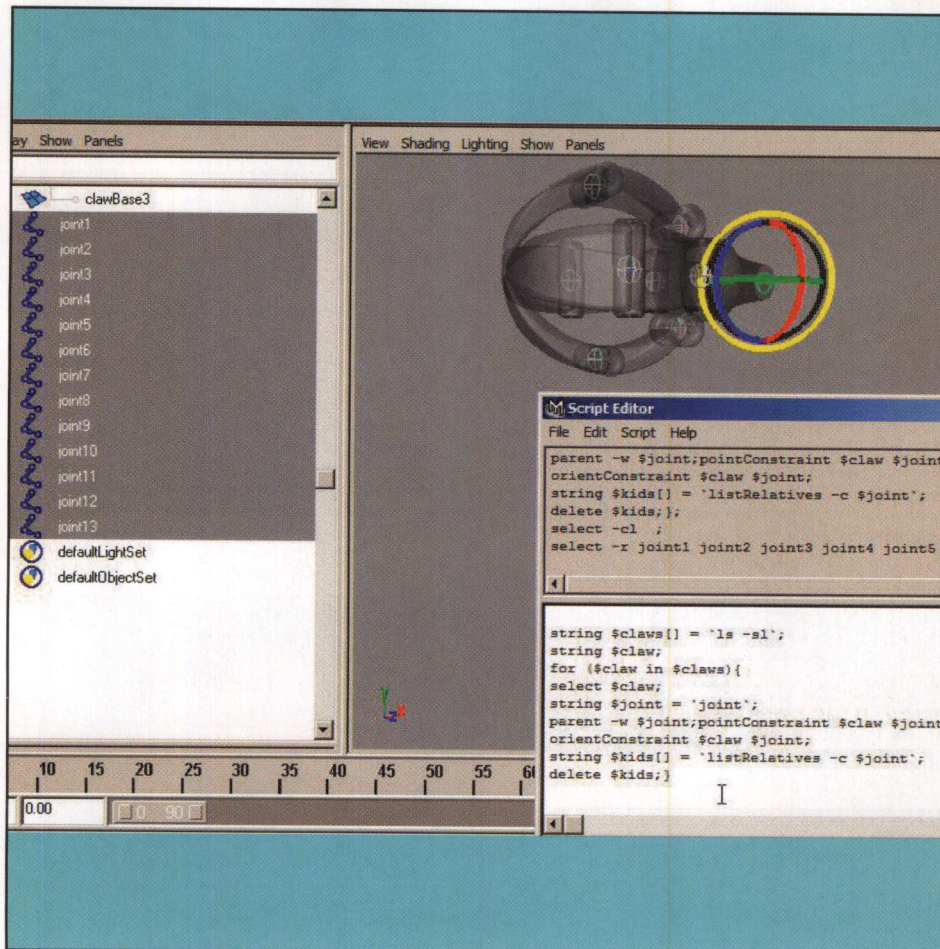 ay Show Panels
clawBase3
joint1
joint2
joint3
joint4
joint5
joint6
joint7
joint8
joint9
joint10
joint11
joint12
joint13
defaultLightSet
defaultObjectSet
View Shading Lighting Show Panels
y
z x
Script Editor
File Edit Script Help
parent -w $joint;pointConstraint $claw $joint
orientConstraint $claw $joint;
string $kids[] = `listRelatives -c $joint`;
delete $kids;};
select -cl ;
select -r joint1 joint2 joint3 joint4 joint5
string $claws[] = `ls -sl`;
string $claw;
for ($claw in $claws){
select $claw;
string $joint = `joint`;
parent -w $joint;pointConstraint $claw $joint
orientConstraint $claw $joint;
string $kids[] = `listRelatives -c $joint`;
delete $kids;}
10 15 20 25 30 35 40 45 50 55 60
0.00 0 90